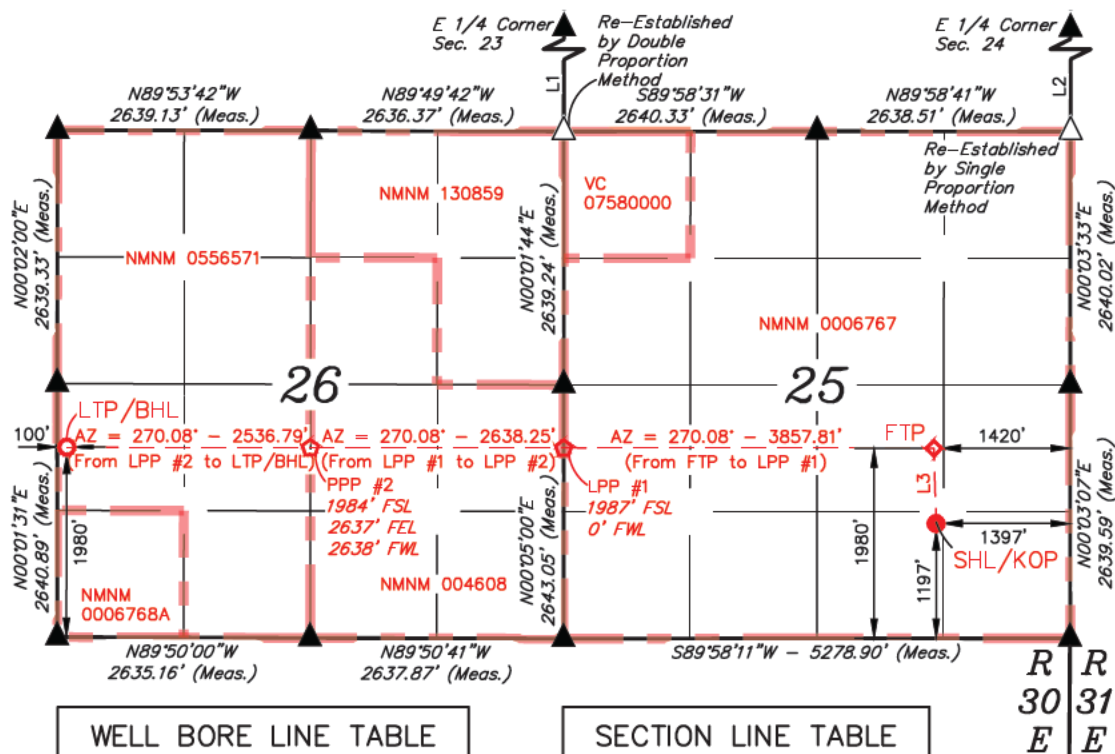 E 1/4 Corner
Sec. 23
Re-Established
by Double
Proportion
Method
E 1/4 Corner
Sec. 24
L1
L2
N89°53'42"W
2639.13' (Meas.)
N89°49'42"W
2636.37' (Meas.)
S89°58'31"W
2640.33' (Meas.)
N89°58'41"W
2638.51' (Meas.)
Re-Established
by Single
Proportion
Method
N00°02'00"E
2639.33' (Meas.)
NMNM 0556571
NMNM 130859
N00°01'44"E
2639.24' (Meas.)
VC
07580000
NMNM 0006767
N00°03'33"E
2640.02' (Meas.)
26
25
LTP/BHL
100'
AZ = 270.08° - 2536.79'
(From LPP #2 to LTP/BHL)
AZ = 270.08° - 2638.25'
(From LPP #1 to LPP #2)
AZ = 270.08° - 3857.81'
(From FTP to LPP #1)
FTP
1420'
PPP #2
1984' FSL
2637' FEL
2638' FWL
LPP #1
1987' FSL
0' FWL
L3
1397'
SHL/KOP
N00°01'31"E
2640.89' (Meas.)
1980'
NMNM
0006768A
NMNM 004608
N00°05'00"E
2643.05' (Meas.)
1980'
1197'
N00°03'07"E
2639.59' (Meas.)
N89°50'00"W
2635.16' (Meas.)
N89°50'41"W
2637.87' (Meas.)
S89°58'11"W - 5278.90' (Meas.)
R R
30 31
E E
WELL BORE LINE TABLE
SECTION LINE TABLE